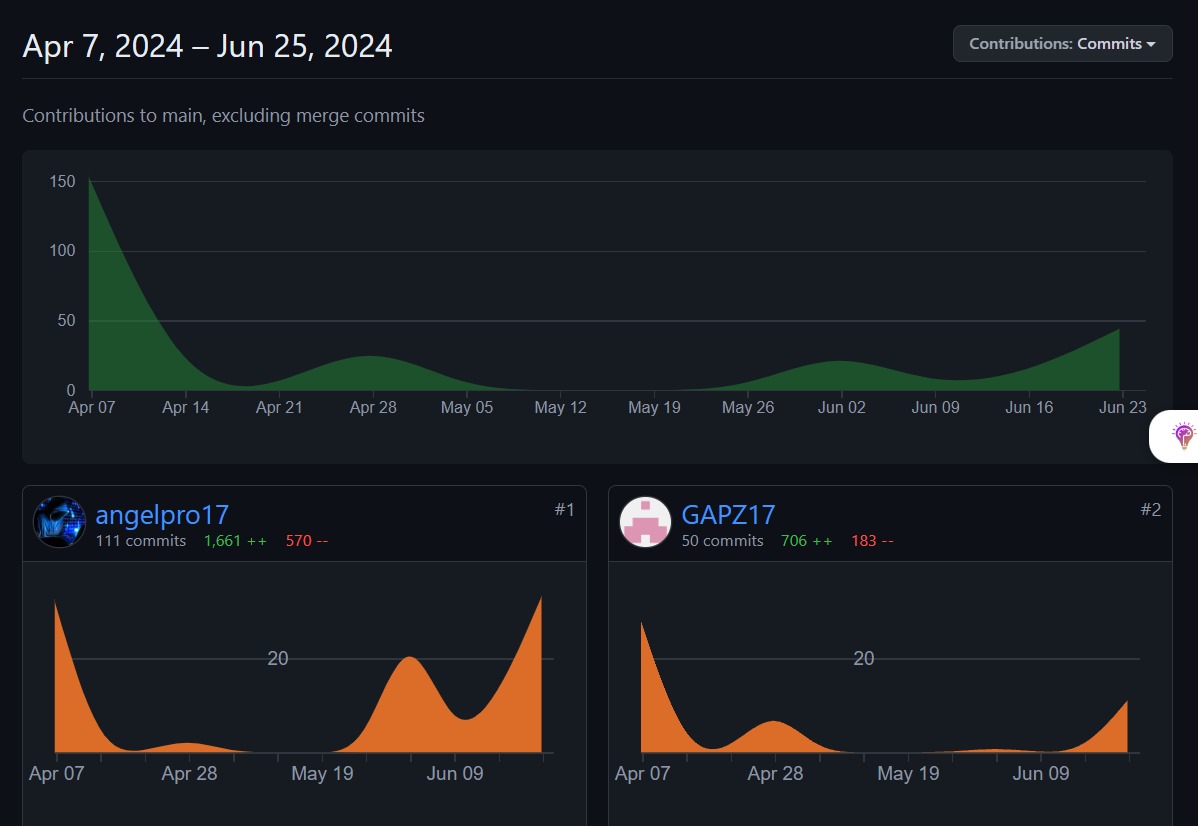 Apr 7, 2024 – Jun 25, 2024
Contributions: Commits
Contributions to main, excluding merge commits
150
100
50
0
Apr 07 Apr 14 Apr 21 Apr 28 May 05 May 12 May 19 May 26 Jun 02 Jun 09 Jun 16 Jun 23
angelpro17 #1
111 commits 1,661 ++ 570 --
20
Apr 07 Apr 28 May 19 Jun 09
GAPZ17 #2
50 commits 706 ++ 183 --
20
Apr 07 Apr 28 May 19 Jun 09